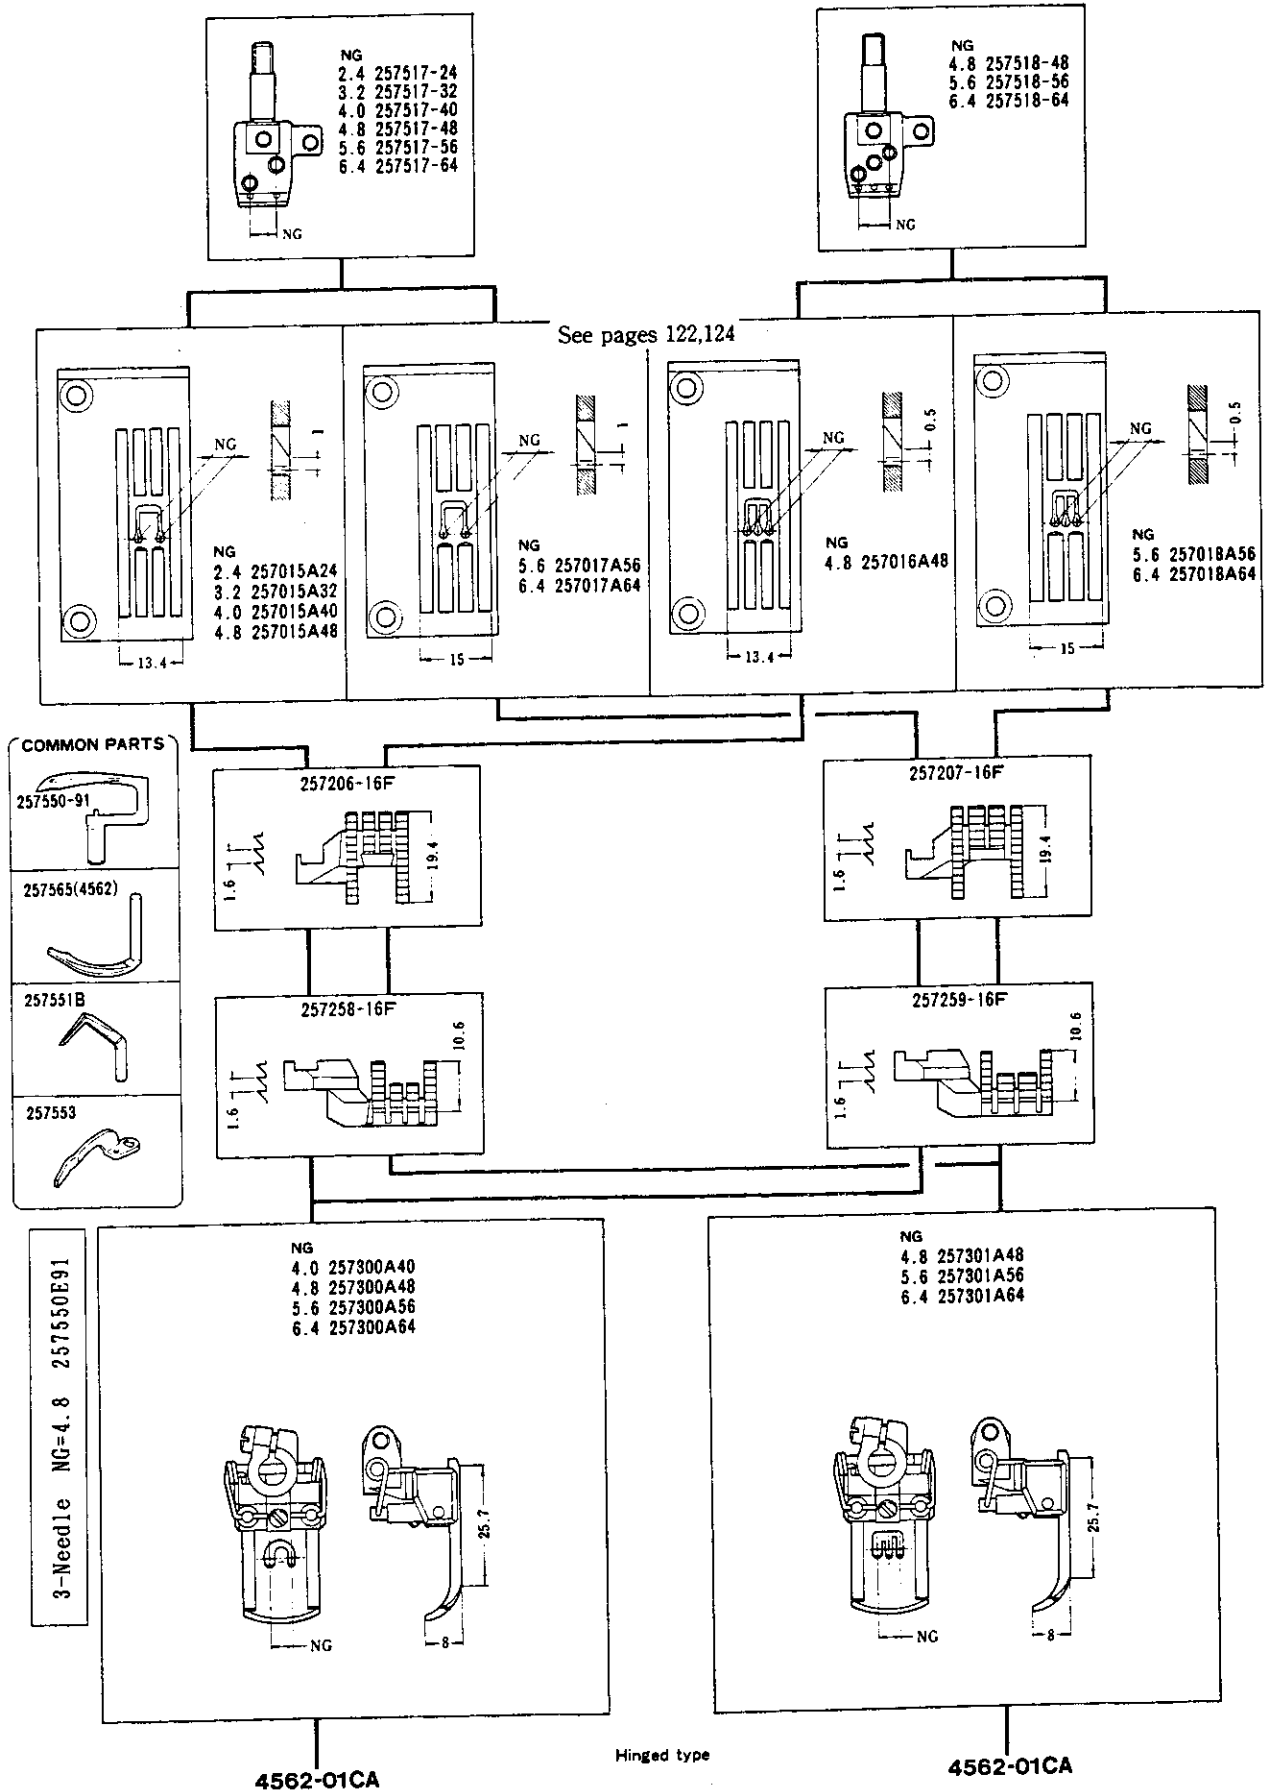 NG
2.4 257517-24
3.2 257517-32
4.0 257517-40
4.8 257517-48
5.6 257517-56
6.4 257517-64
NG
NG
4.8 257518-48
5.6 257518-56
6.4 257518-64
NG
See pages 122,124
NG
1
NG
2.4 257015A24
3.2 257015A32
4.0 257015A40
4.8 257015A48
13.4
NG
1
NG
5.6 257017A56
6.4 257017A64
15
NG
0.5
NG
4.8 257016A48
13.4
NG
0.5
NG
5.6 257018A56
6.4 257018A64
15
COMMON PARTS
257550-91
257565(4562)
257551B
257553
257206-16F
1.6
19.4
257207-16F
1.6
19.4
257258-16F
1.6
10.6
257259-16F
1.6
10.6
3-Needle NG=4.8 257550E91
NG
4.0 257300A40
4.8 257300A48
5.6 257300A56
6.4 257300A64
25.7
NG
8
NG
4.8 257301A48
5.6 257301A56
6.4 257301A64
25.7
NG
8
Hinged type
4562-01CA
4562-01CA